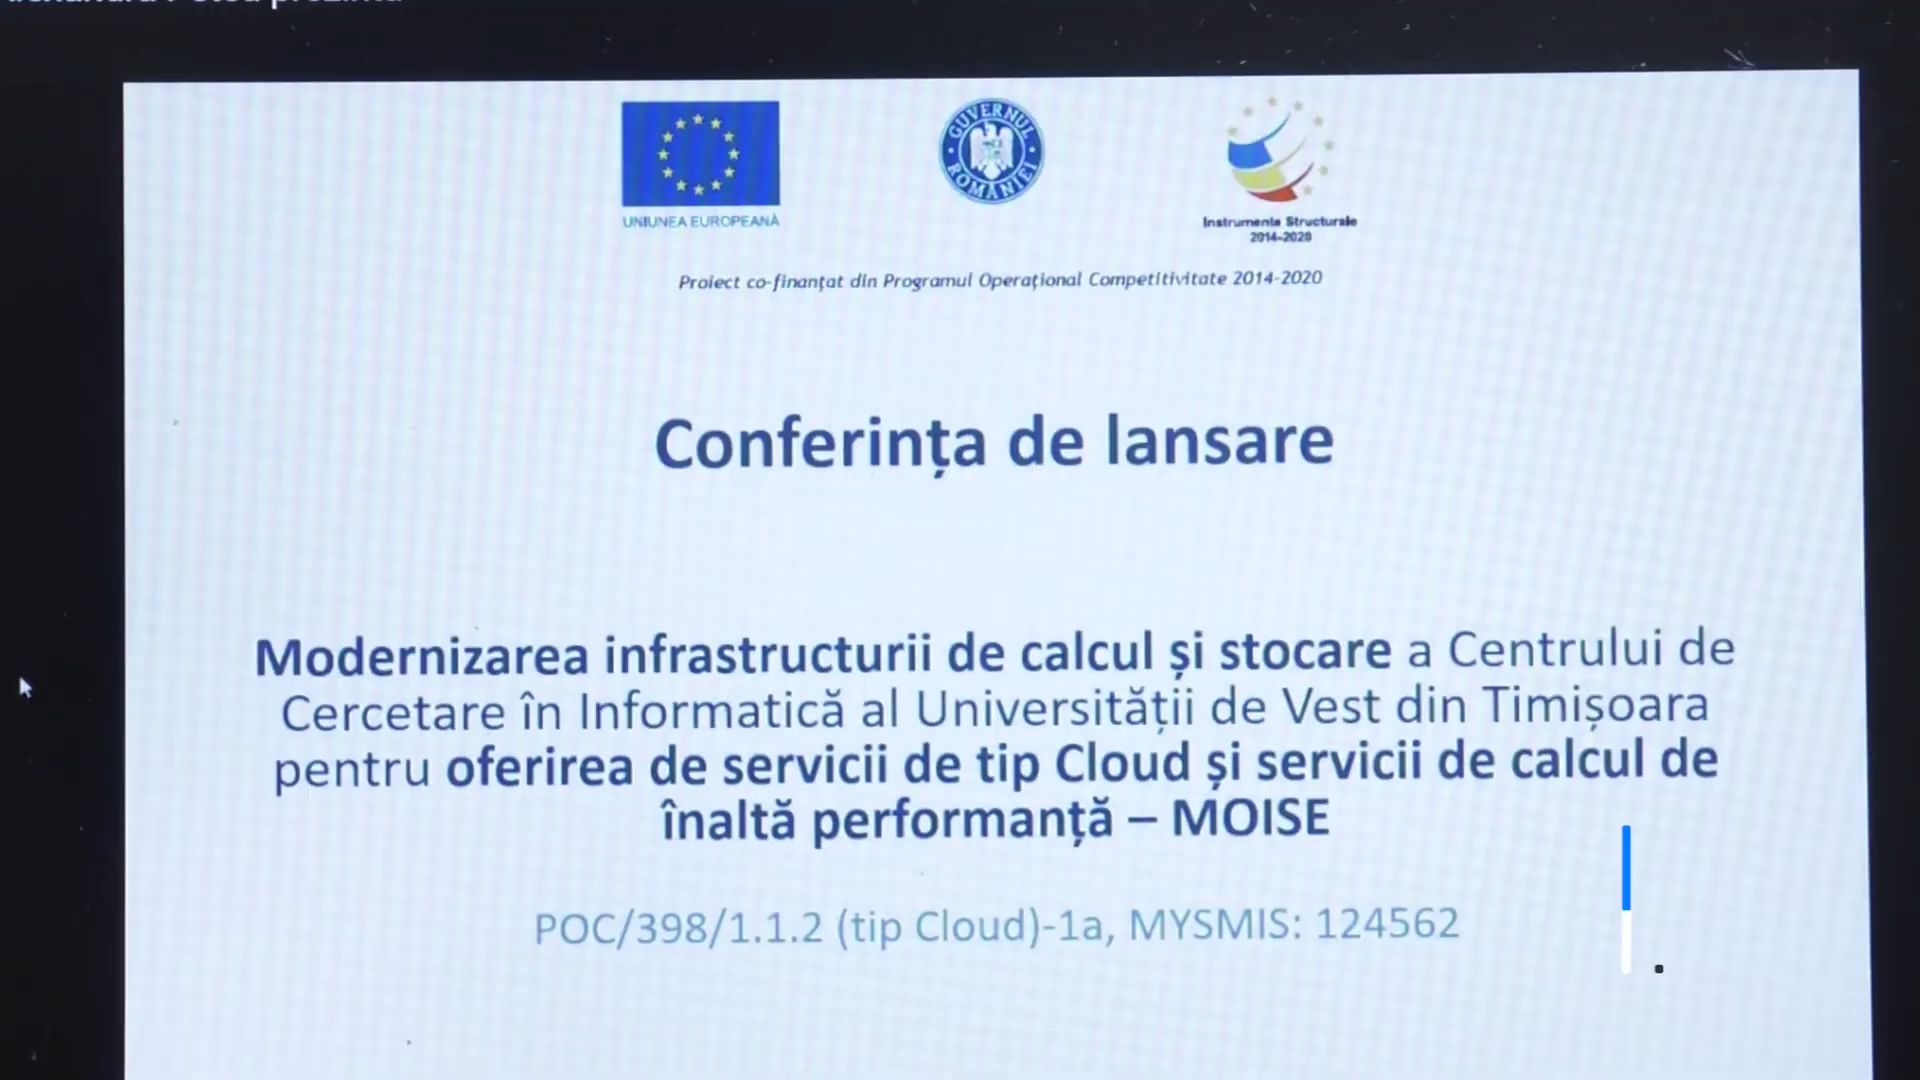 UNIUNEA EUROPEANĂ
GUVERNUL ROMÂNIEI
Instrumente Structurale
2014-2020
Proiect co-finanțat din Programul Operațional Competitivitate 2014-2020
Conferința de lansare
Modernizarea infrastructurii de calcul și stocare a Centrului de
Cercetare în Informatică al Universității de Vest din Timișoara
pentru oferirea de servicii de tip Cloud și servicii de calcul de
înaltă performanță – MOISE
POC/398/1.1.2 (tip Cloud)-1a, MYSMIS: 124562